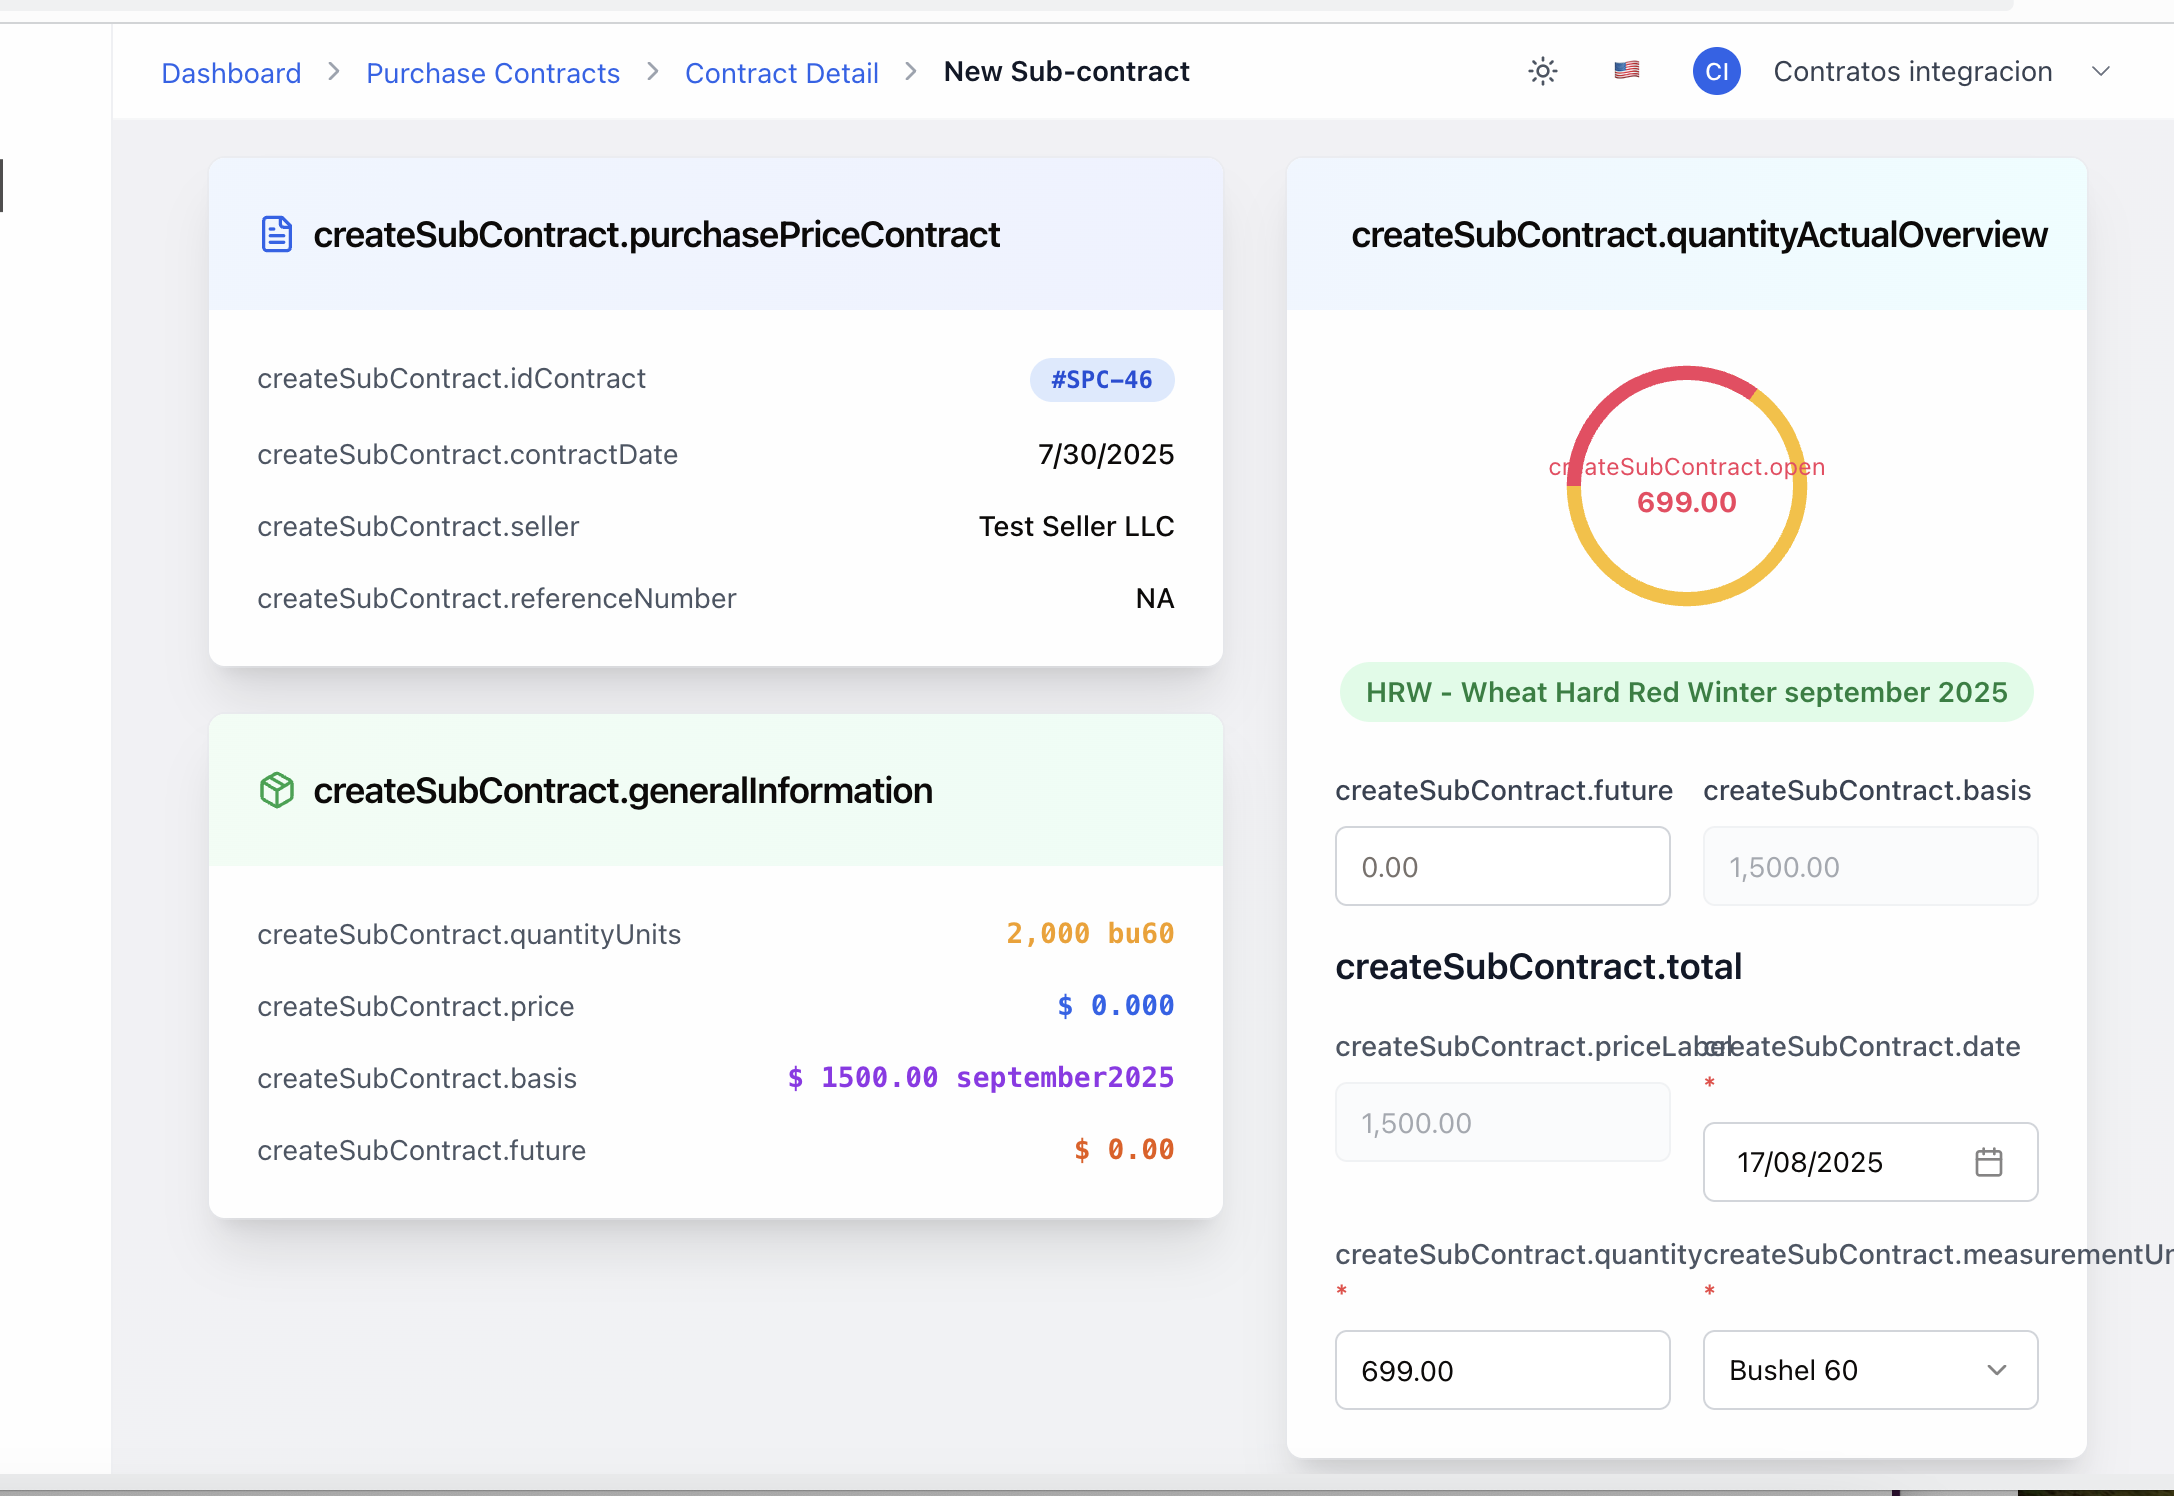 Dashboard > Purchase Contracts > Contract Detail > New Sub-contract
CI Contratos integracion
createSubContract.purchasePriceContract
createSubContract.idContract #SPC-46
createSubContract.contractDate 7/30/2025
createSubContract.seller Test Seller LLC
createSubContract.referenceNumber NA
createSubContract.generalInformation
createSubContract.quantityUnits 2,000 bu60
createSubContract.price $ 0.000
createSubContract.basis $ 1500.00 september2025
createSubContract.future $ 0.00
createSubContract.quantityActualOverview
createSubContract.open
699.00
HRW - Wheat Hard Red Winter september 2025
createSubContract.future createSubContract.basis
0.00 1,500.00
createSubContract.total
createSubContract.priceLabel createSubContract.date
*
1,500.00 17/08/2025
createSubContract.quantity createSubContract.measurementUn
* *
699.00 Bushel 60